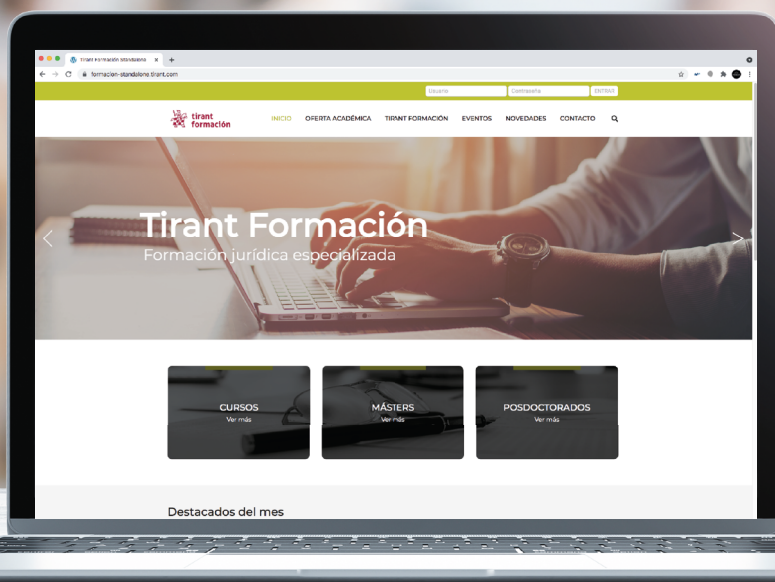 Tirant Formación Standalone
formacion-standalone.tirant.com
Usuario Contraseña ENTRAR
tirant
formación
INICIO OFERTA ACADÉMICA TIRANT FORMACIÓN EVENTOS NOVEDADES CONTACTO
Tirant Formación
Formación jurídica especializada
CURSOS
Ver más
MÁSTERS
Ver más
POSDOCTORADOS
Ver más
Destacados del mes